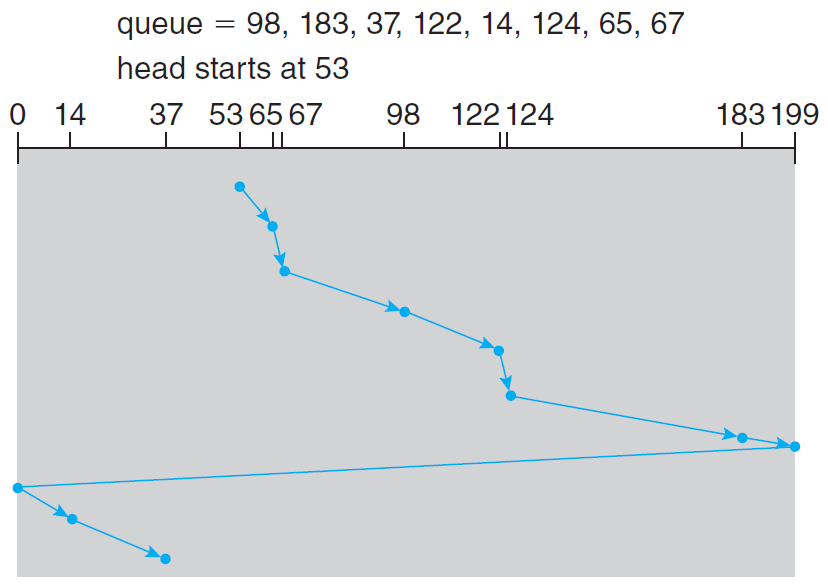 queue = 98, 183, 37, 122, 14, 124, 65, 67
head starts at 53
0 14 37 53 65 67 98 122 124 183 199